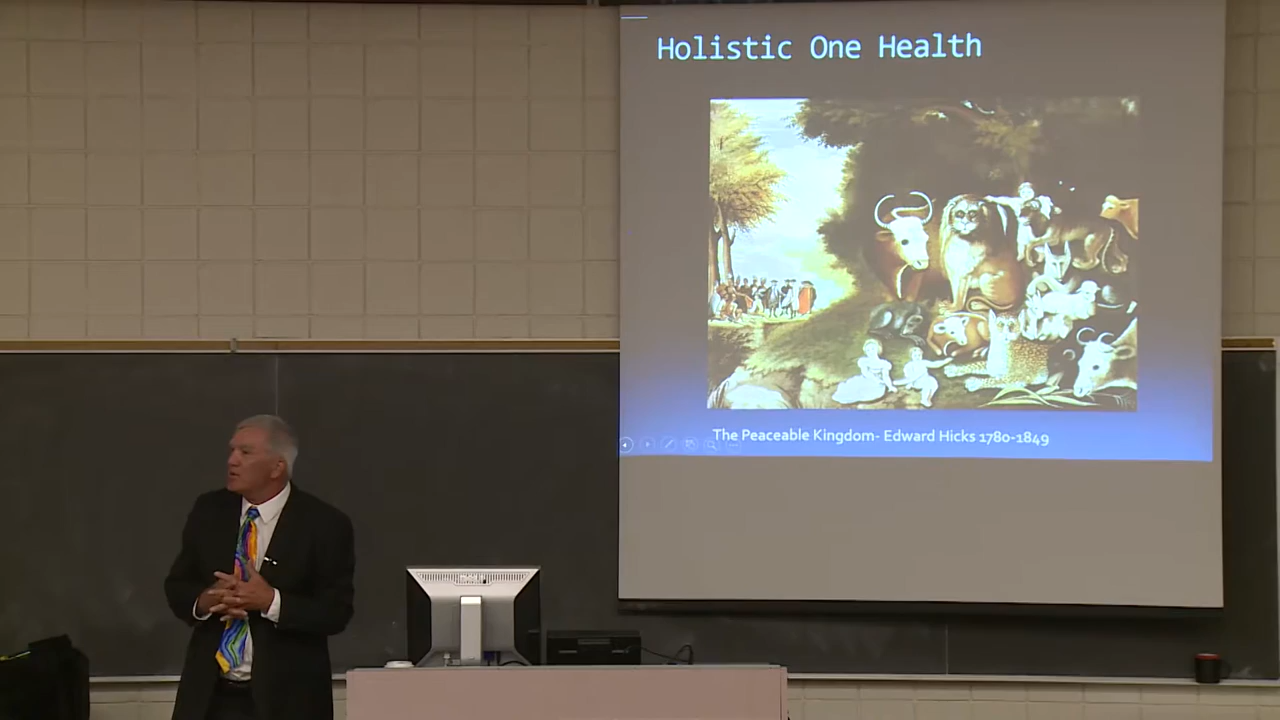 Holistic One Health
The Peaceable Kingdom- Edward Hicks 1780-1849